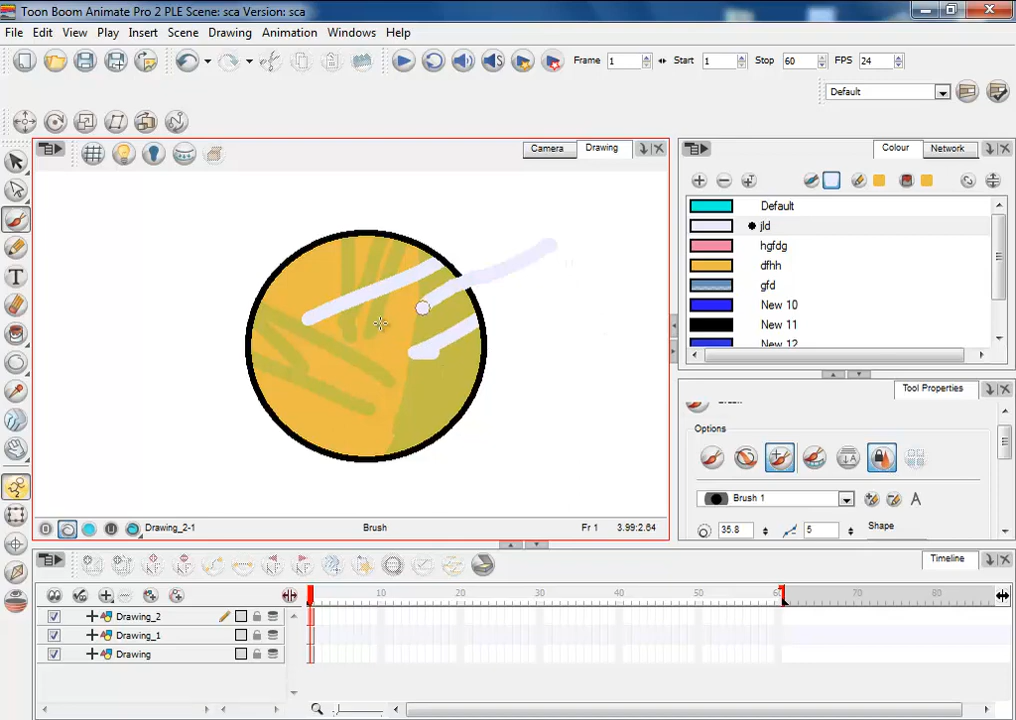 Toon Boom Animate Pro 2 PLE Scene: sca Version: sca
File Edit View Play Insert Scene Drawing Animation Windows Help
Frame 1 Start 1 Stop 60 FPS 24
Default
Camera Drawing
Colour Network
Default
jld
hgfdg
dfhh
gfd
New 10
New 11
New 12
Tool Properties
Options
Brush 1
35.8 5 Shape
Drawing_2-1 Brush Fr 1 3.99:2.64
Timeline
10 20 30 40 50 60 70 80
Drawing_2
Drawing_1
Drawing